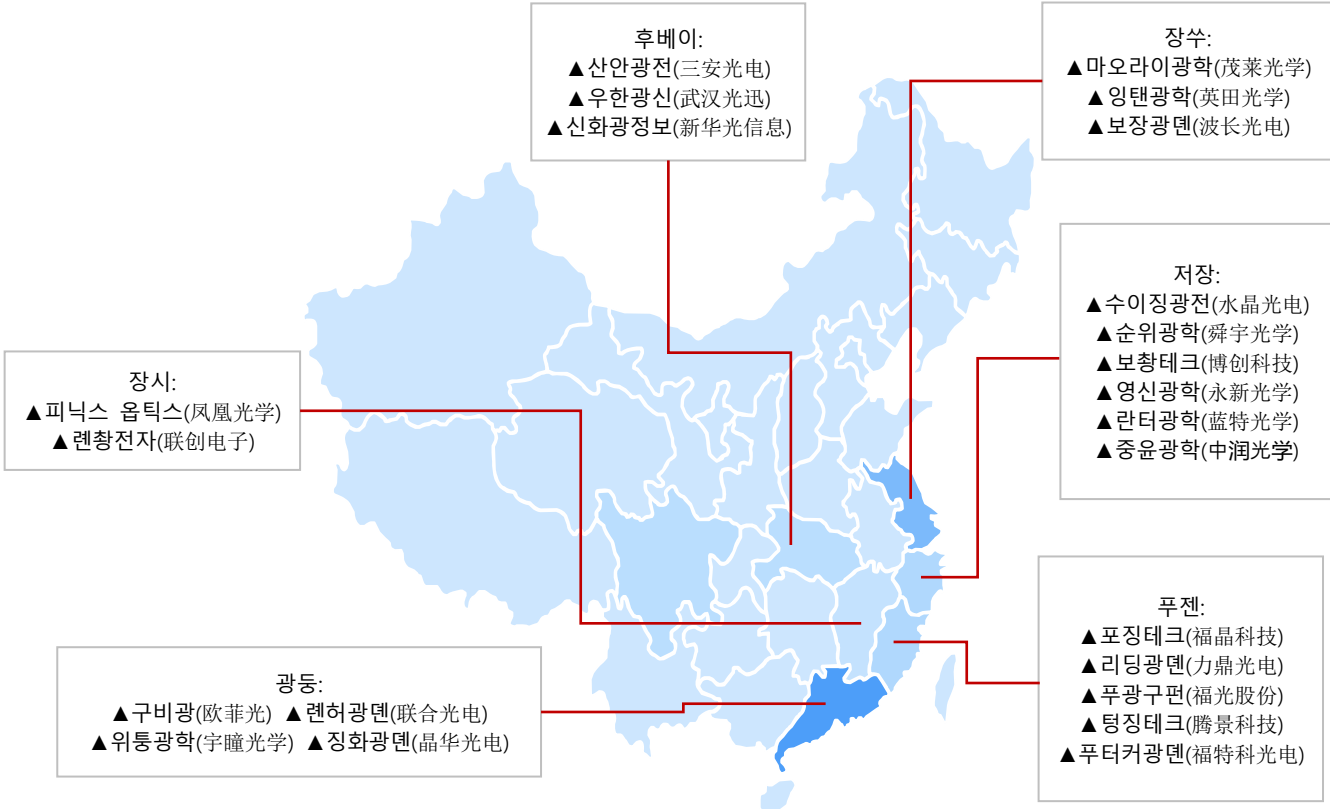 후베이:
▲산안광전(三安光电)
▲우한광신(武汉光迅)
▲신화광정보(新华光信息)
장쑤:
▲마오라이광학(茂莱光学)
▲잉탠광학(英田光学)
▲보장광뎬(波长光电)
저장:
▲수이징광전(水晶光电)
▲순위광학(舜宇光学)
▲보촹테크(博创科技)
▲영신광학(永新光学)
▲란터광학(蓝特光学)
▲중윤광학(中润光学)
장시:
▲피닉스 옵틱스(凤凰光学)
▲롄촹전자(联创电子)
푸젠:
▲포징테크(福晶科技)
▲리딩광뎬(力鼎光电)
▲푸광구펀(福光股份)
▲텅징테크(腾景科技)
▲푸터커광뎬(福特科光电)
광둥:
▲구비광(欧菲光) ▲롄허광뎬(联合光电)
▲위퉁광학(宇瞳光学) ▲징화광뎬(晶华光电)